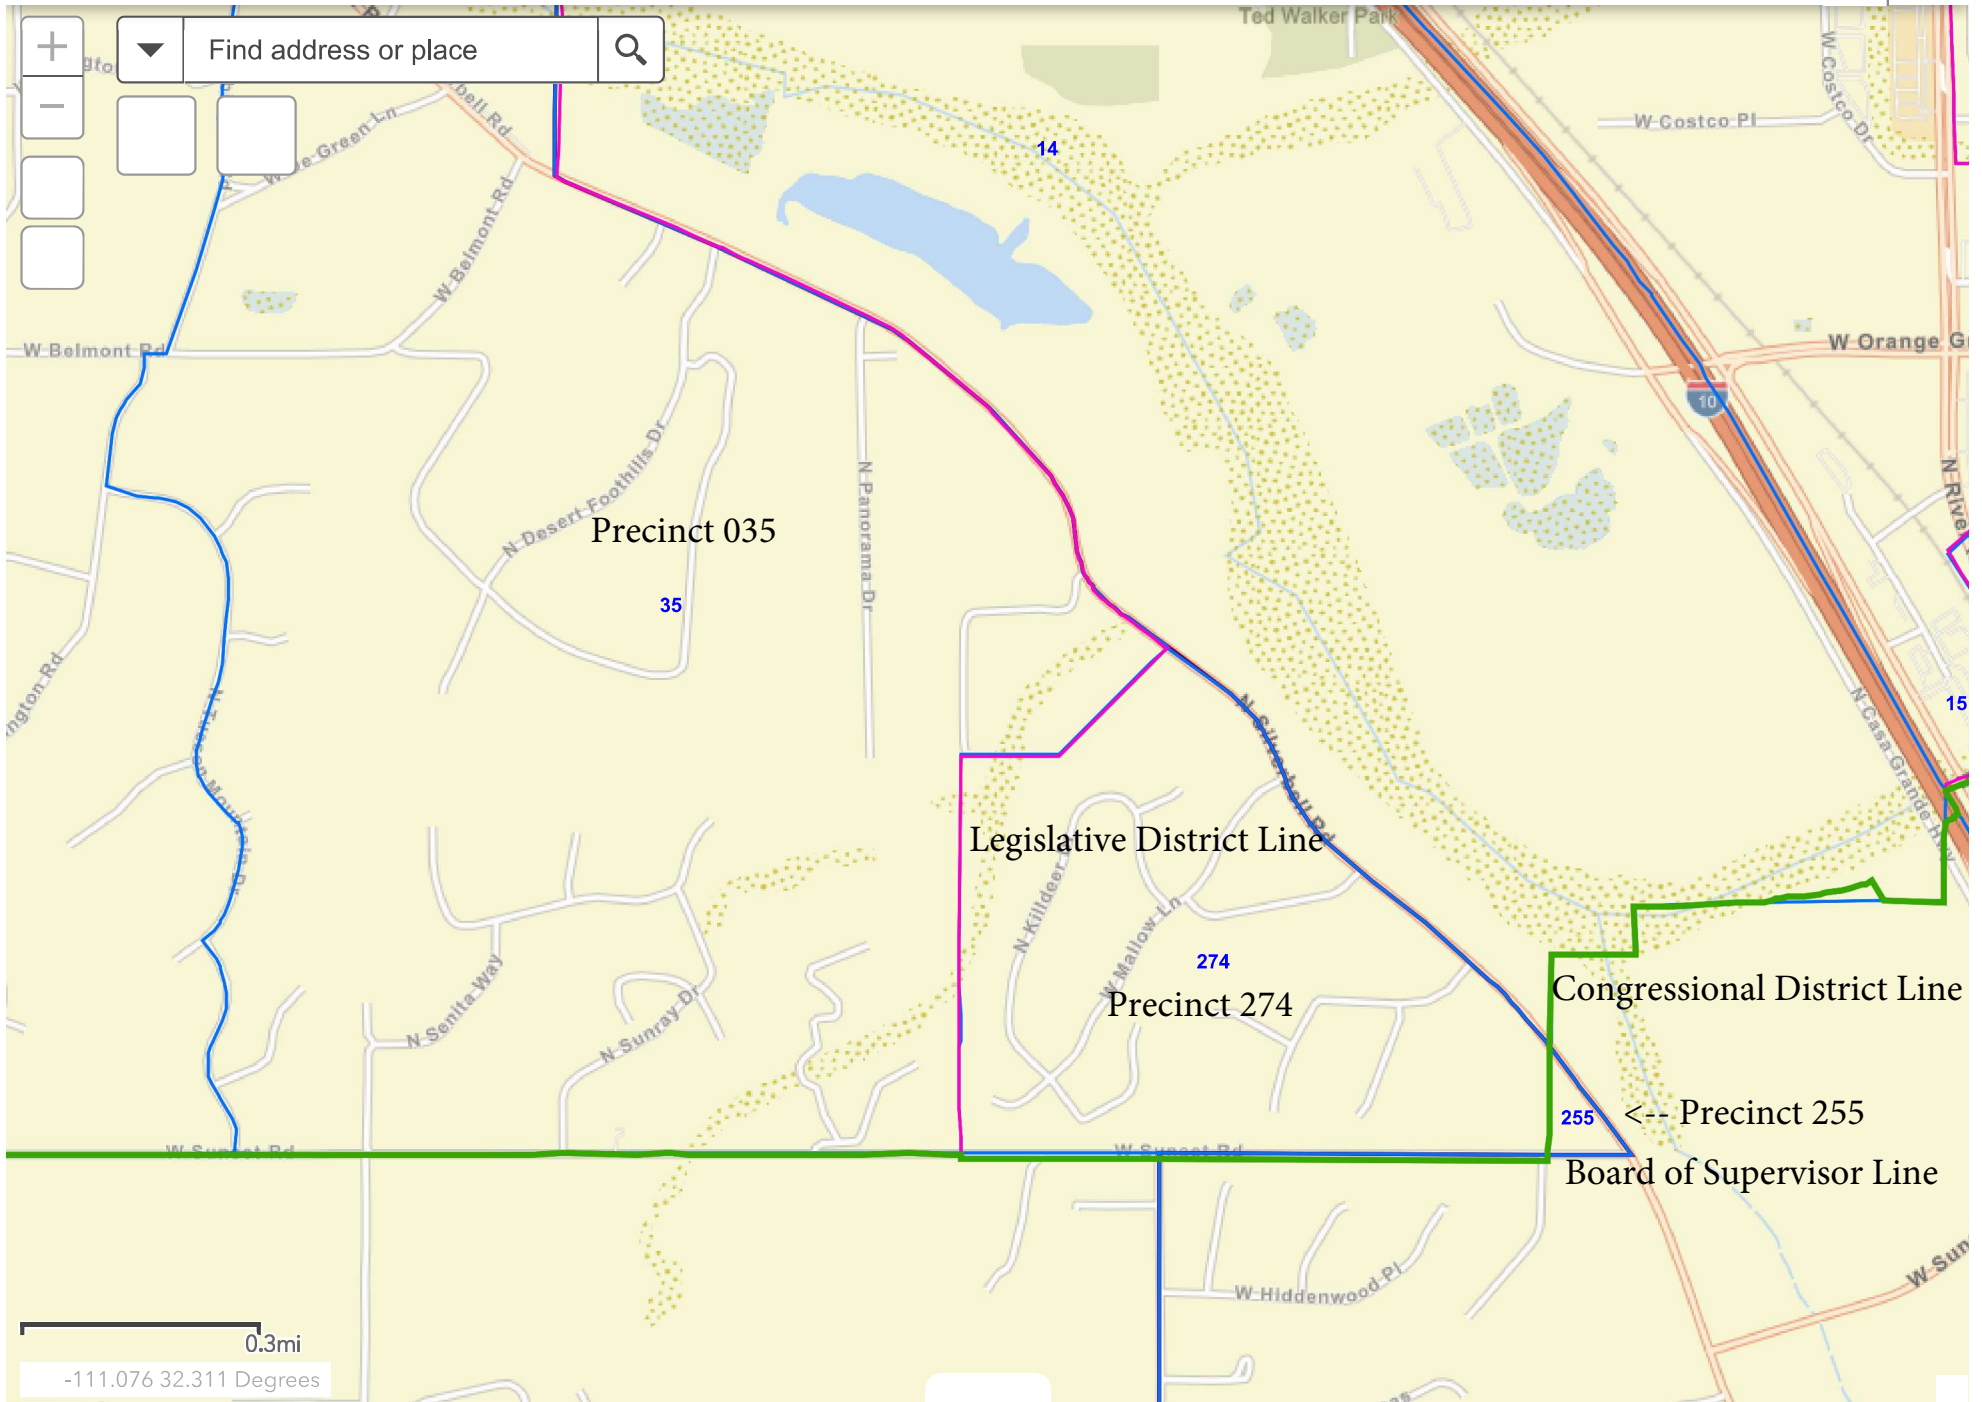 Find address or place
Ted Walker Park
W Costco Dr
W Costco Pl
14
W Belmont Rd
W Belmont Rd
W Orange G
10
N Desert Foothills Dr
N Panorama Dr
Precinct 035
35
N Silverbell Rd
15
N Casa Grande Hwy
Legislative District Line
N Killdeer
W Mallow Ln
274
Precinct 274
Congressional District Line
N Senita Way
N Sunray Dr
255
<-- Precinct 255
W Sunset Rd
W Sunset Rd
Board of Supervisor Line
W Hiddenwood Pl
W Sun
0.3mi
-111.076 32.311 Degrees